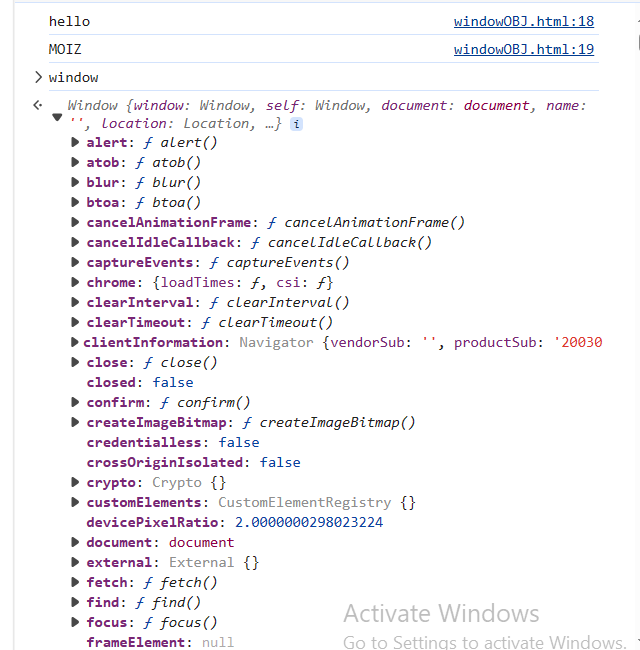 hello windowOBJ.html:18
MOIZ windowOBJ.html:19
window
Window {window: Window, self: Window, document: document, name:
'', location: Location, …} i
alert: ƒ alert()
atob: ƒ atob()
blur: ƒ blur()
btoa: ƒ btoa()
cancelAnimationFrame: ƒ cancelAnimationFrame()
cancelIdleCallback: ƒ cancelIdleCallback()
captureEvents: ƒ captureEvents()
chrome: {loadTimes: ƒ, csi: ƒ}
clearInterval: ƒ clearInterval()
clearTimeout: ƒ clearTimeout()
clientInformation: Navigator {vendorSub: '', productSub: '20030
close: ƒ close()
closed: false
confirm: ƒ confirm()
createImageBitmap: ƒ createImageBitmap()
credentialless: false
crossOriginIsolated: false
crypto: Crypto {}
customElements: CustomElementRegistry {}
devicePixelRatio: 2.0000000298023224
document: document
external: External {}
fetch: ƒ fetch()
find: ƒ find()
focus: ƒ focus()
frameElement: null
Activate Windows
Go to Settings to activate Windows.